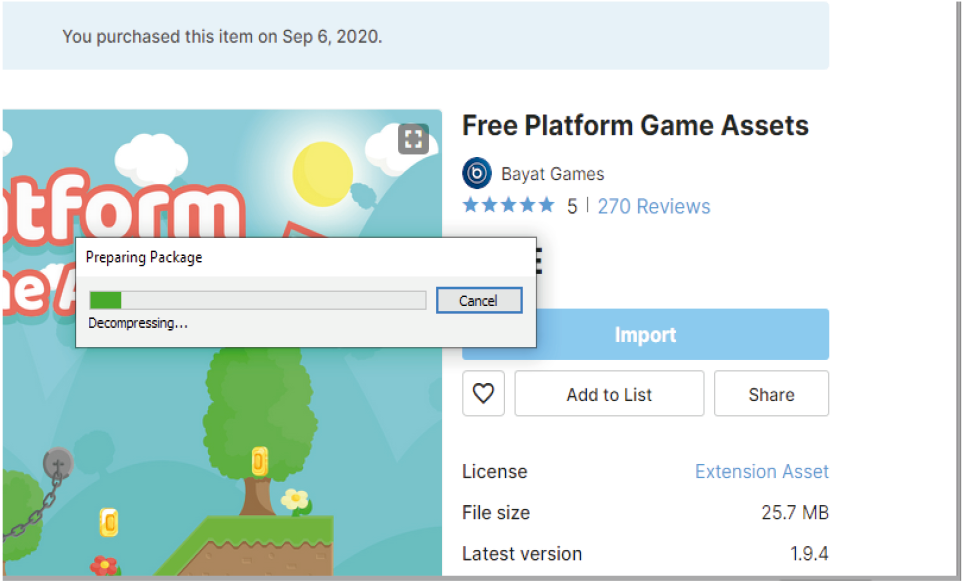 You purchased this item on Sep 6, 2020.
Free Platform Game Assets
Bayat Games
5 | 270 Reviews
Preparing Package
Cancel
Decompressing...
Import
Add to List
Share
License
Extension Asset
File size
25.7 MB
Latest version
1.9.4